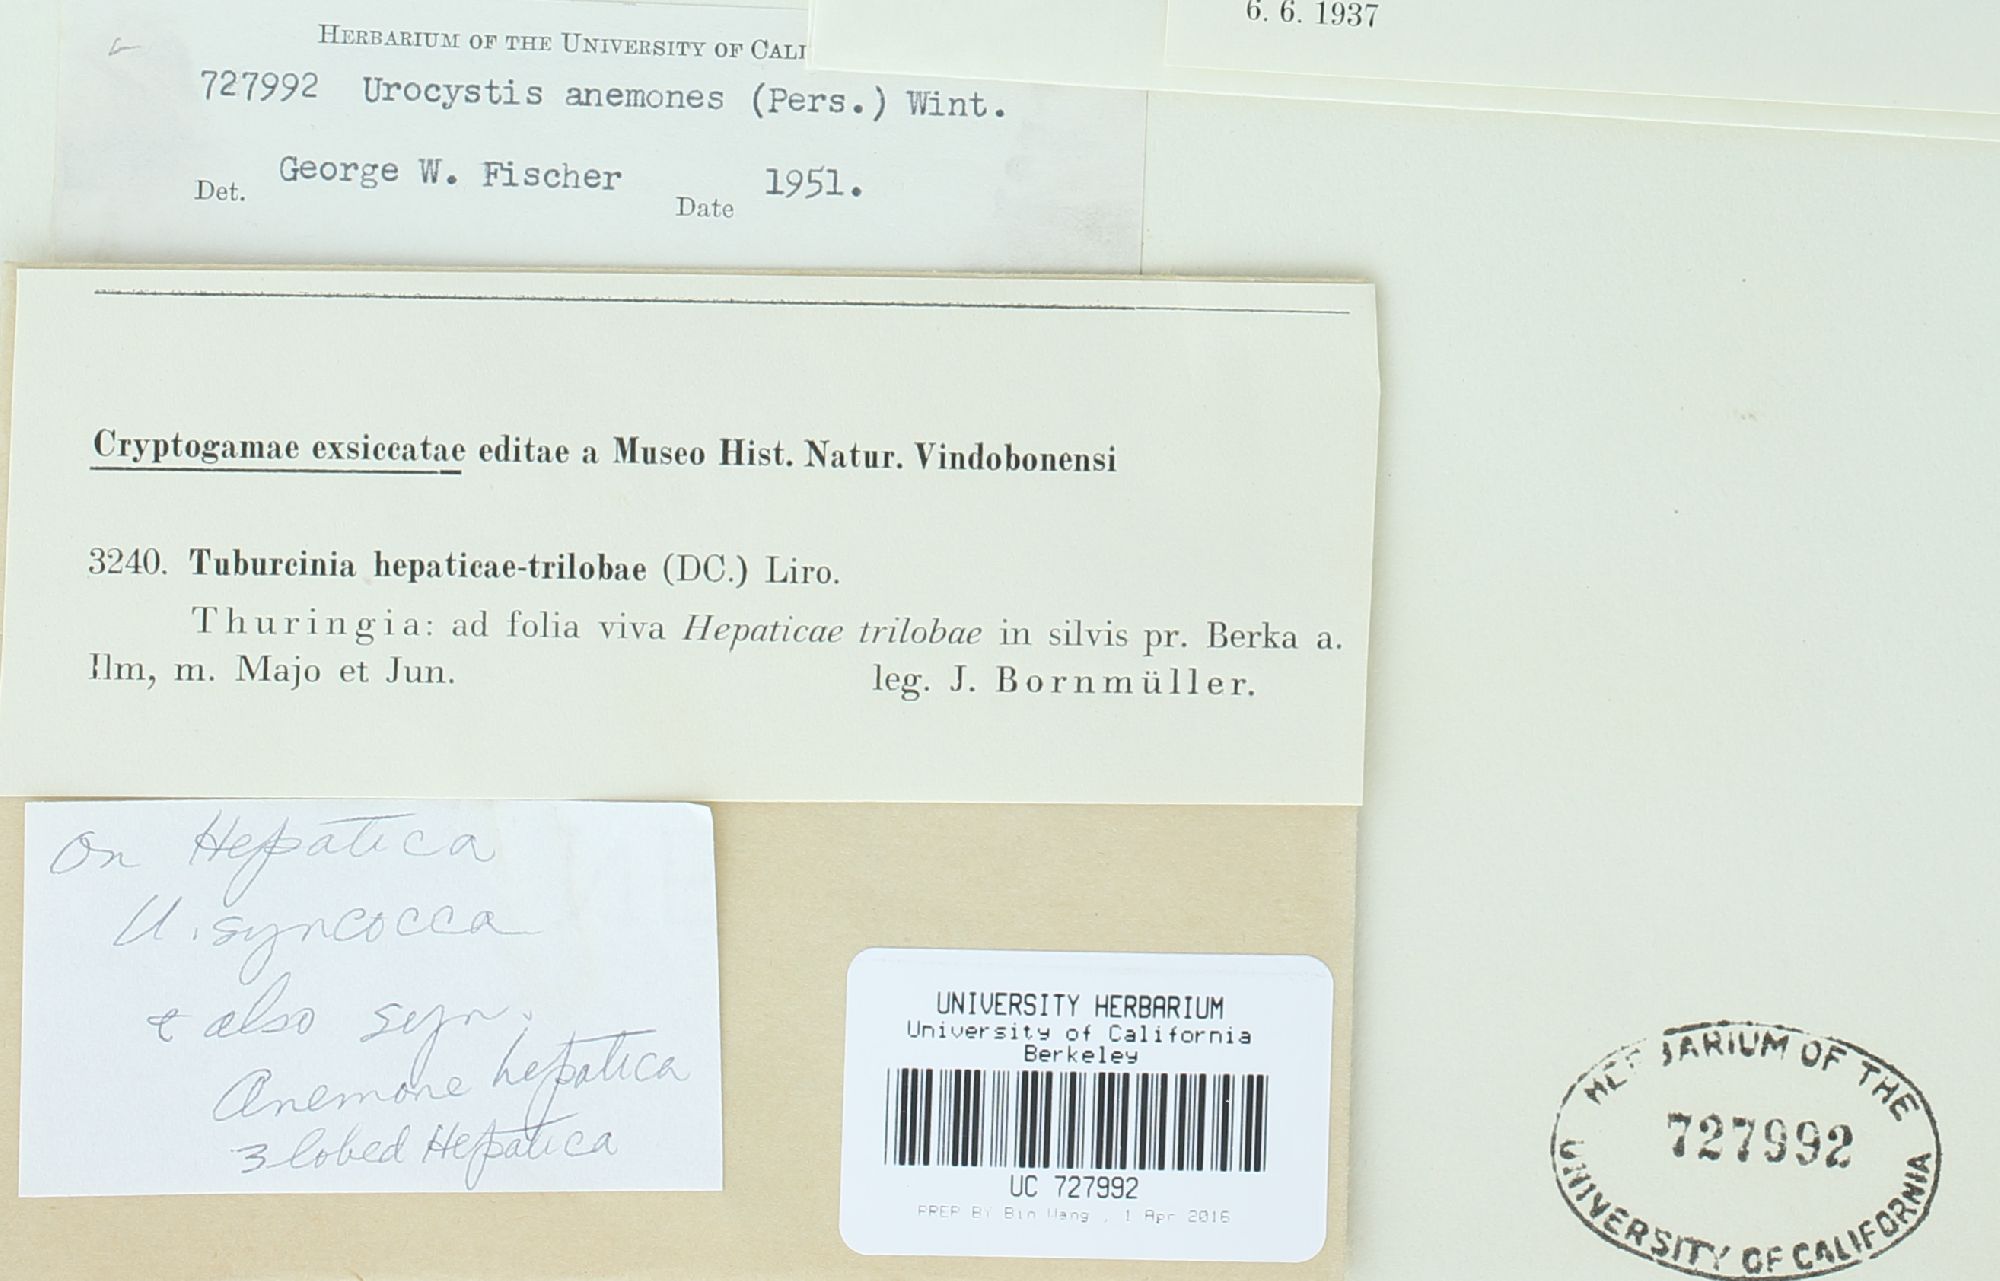 6. 6. 1937
HERBARIUM OF THE UNIVERSITY OF CALI
727992 Urocystis anemones (Pers.) Wint.
Det. George W. Fischer Date 1951.
Cryptogamae exsiccatae editae a Museo Hist. Natur. Vindobonensi
3240. Tuburcinia hepaticae-trilobae (DC.) Liro.
Thuringia: ad folia viva Hepaticae trilobae in silvis pr. Berka a.
Ilm, m. Majo et Jun. leg. J. Bornmüller.
On Hepatica
U. syncocca
& also syn.
Anemone hepatica
3 lobed Hepatica
UNIVERSITY HERBARIUM
University of California
Berkeley
UC 727992
PREP BY Bin Wang , 1 Apr 2016
HERBARIUM OF THE
727992
UNIVERSITY OF CALIFORNIA